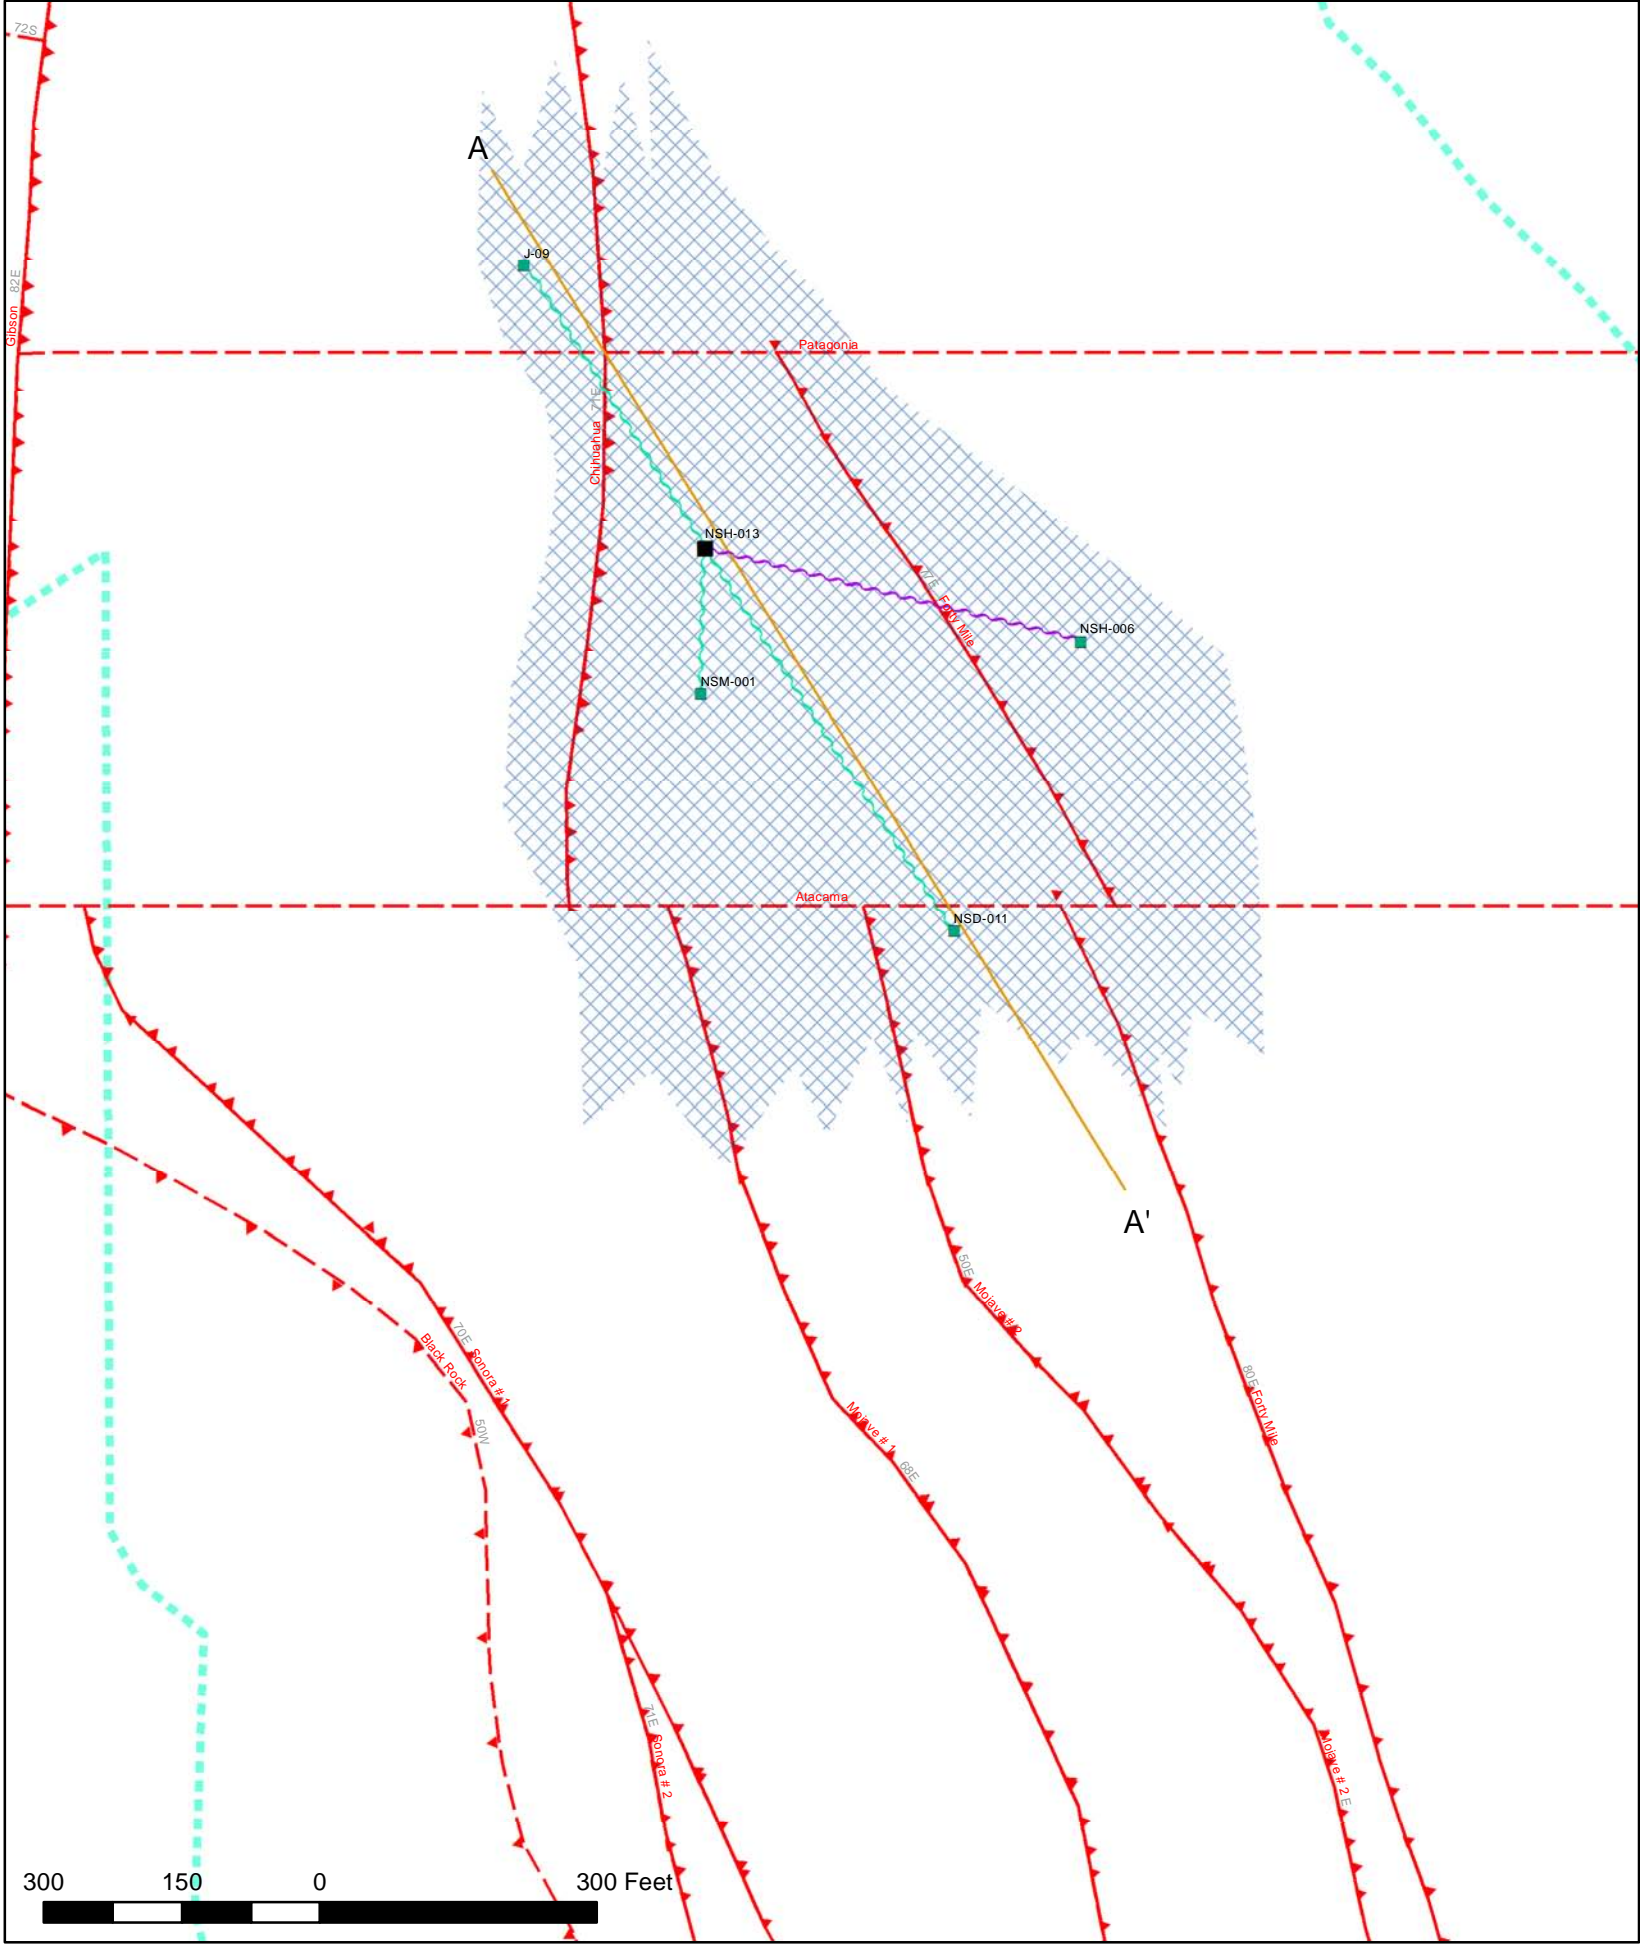 72S
A
J-09
82E
Gibson
Patagonia
71E
Chihuahua
NSH-013
77E
Forty Mile
NSH-006
NSM-001
Atacama
NSD-011
A'
50E
Mojave # 2
70E
Sonora # 1
Black Rock
50W
80E
Forty Mile
Mojave # 1
68E
71E
Sonora # 2
Mojave # 2
E
300 150 0 300 Feet